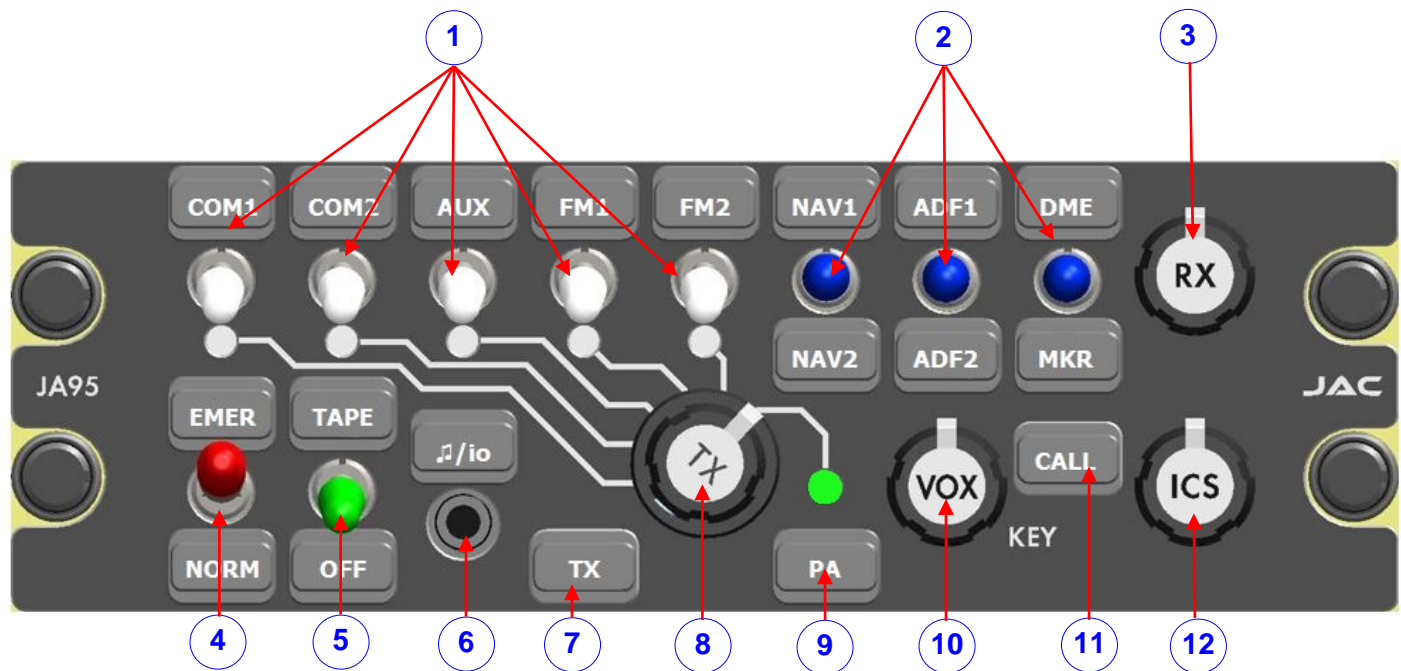 1 2 3
COM1 COM2 AUX FM1 FM2 NAV1 ADF1 DME
RX
NAV2 ADF2 MKR
JA95 JAC
EMER TAPE
♫/io TX CALL
VOX ICS
KEY
NORM OFF TX PA
4 5 6 7 8 9 10 11 12